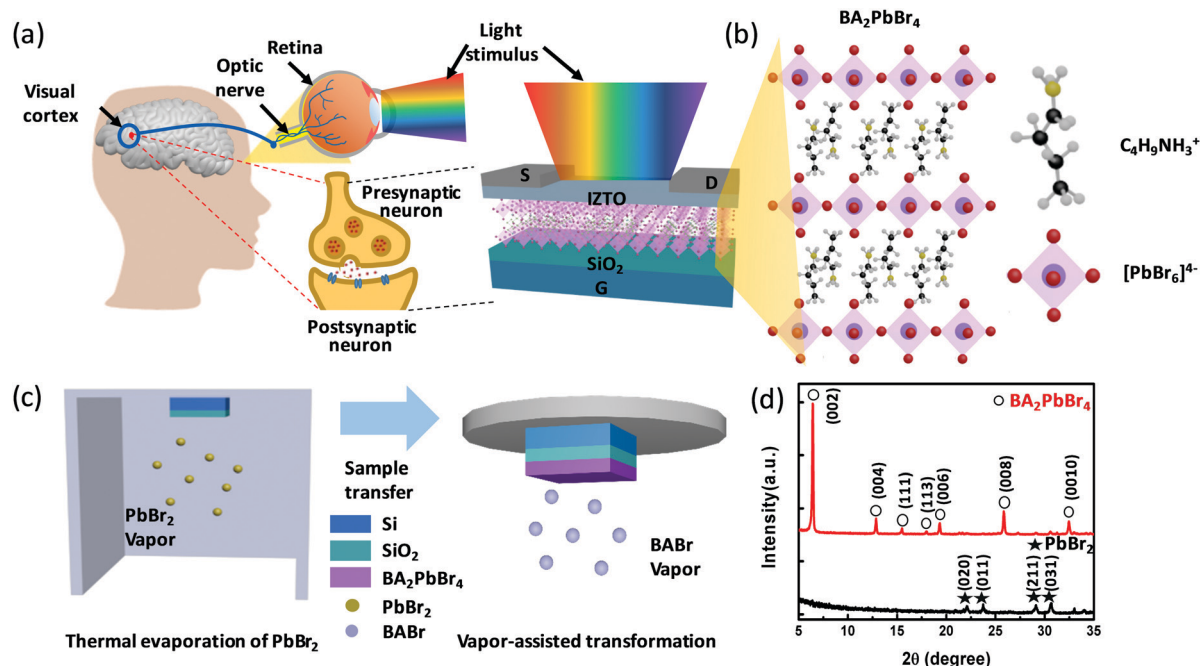 (a)
Visual
cortex
Optic
nerve
Retina
Light
stimulus
Presynaptic
neuron
Postsynaptic
neuron
S
D
IZTO
SiO₂
G
(b)
BA₂PbBr₄
C₄H₉NH₃⁺
[PbBr₆]⁴⁻
(c)
PbBr₂
Vapor
Thermal evaporation of PbBr₂
Sample
transfer
Si
SiO₂
BA₂PbBr₄
PbBr₂
BABr
BABr
Vapor
Vapor-assisted transformation
(d)
Intensity(a.u.)
○ BA₂PbBr₄
(002)
(004)
(111)
(113)
(006)
(008)
(0010)
★ PbBr₂
(020)
(011)
(211)
(031)
5 10 15 20 25 30 35
2θ (degree)